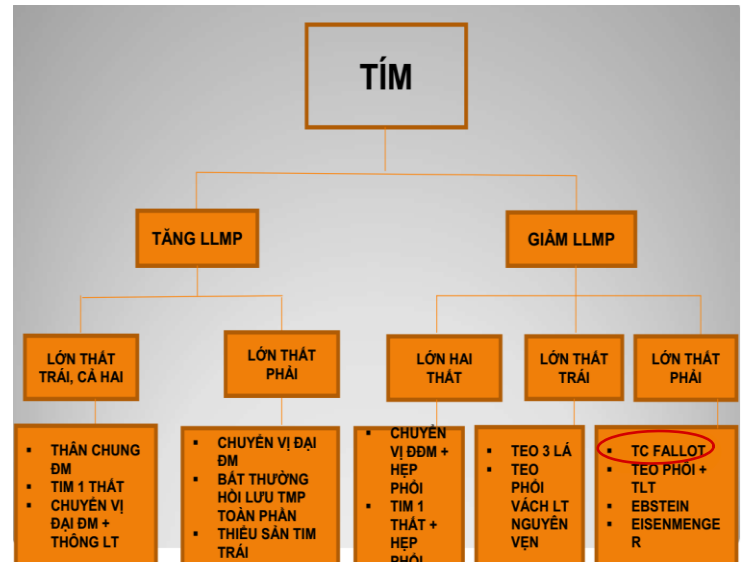 TÍM
TĂNG LLMP
GIẢM LLMP
LỚN THẤT
TRÁI, CẢ HAI
LỚN THẤT
PHẢI
LỚN HAI
THẤT
LỚN THẤT
TRÁI
LỚN THẤT
PHẢI
▪ THÂN CHUNG
ĐM
▪ TIM 1 THẤT
▪ CHUYỂN VỊ
ĐẠI ĐM +
THÔNG LT
▪ CHUYỂN VỊ ĐẠI
ĐM
▪ BẤT THƯỜNG
HỒI LƯU TMP
TOÀN PHẦN
▪ THIỂU SẢN TIM
TRÁI
▪ CHUYỂN
VỊ ĐĐM +
HẸP
PHỔI
▪ TIM 1
THẤT +
HẸP
PHỔI
▪ TEO 3 LÁ
▪ TEO
PHỔI
VÁCH LT
NGUYÊN
VẸN
▪ TC FALLOT
▪ TEO PHỔI +
TLT
▪ EBSTEIN
▪ EISENMENGE
R